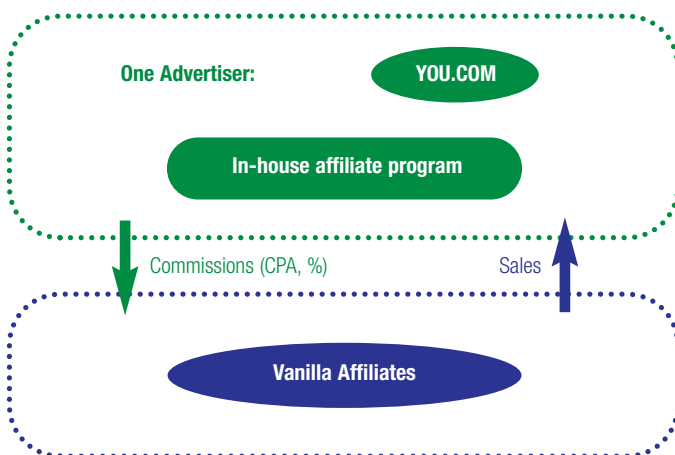 One Advertiser:
YOU.COM
In-house affiliate program
Commissions (CPA, %)
Sales
Vanilla Affiliates